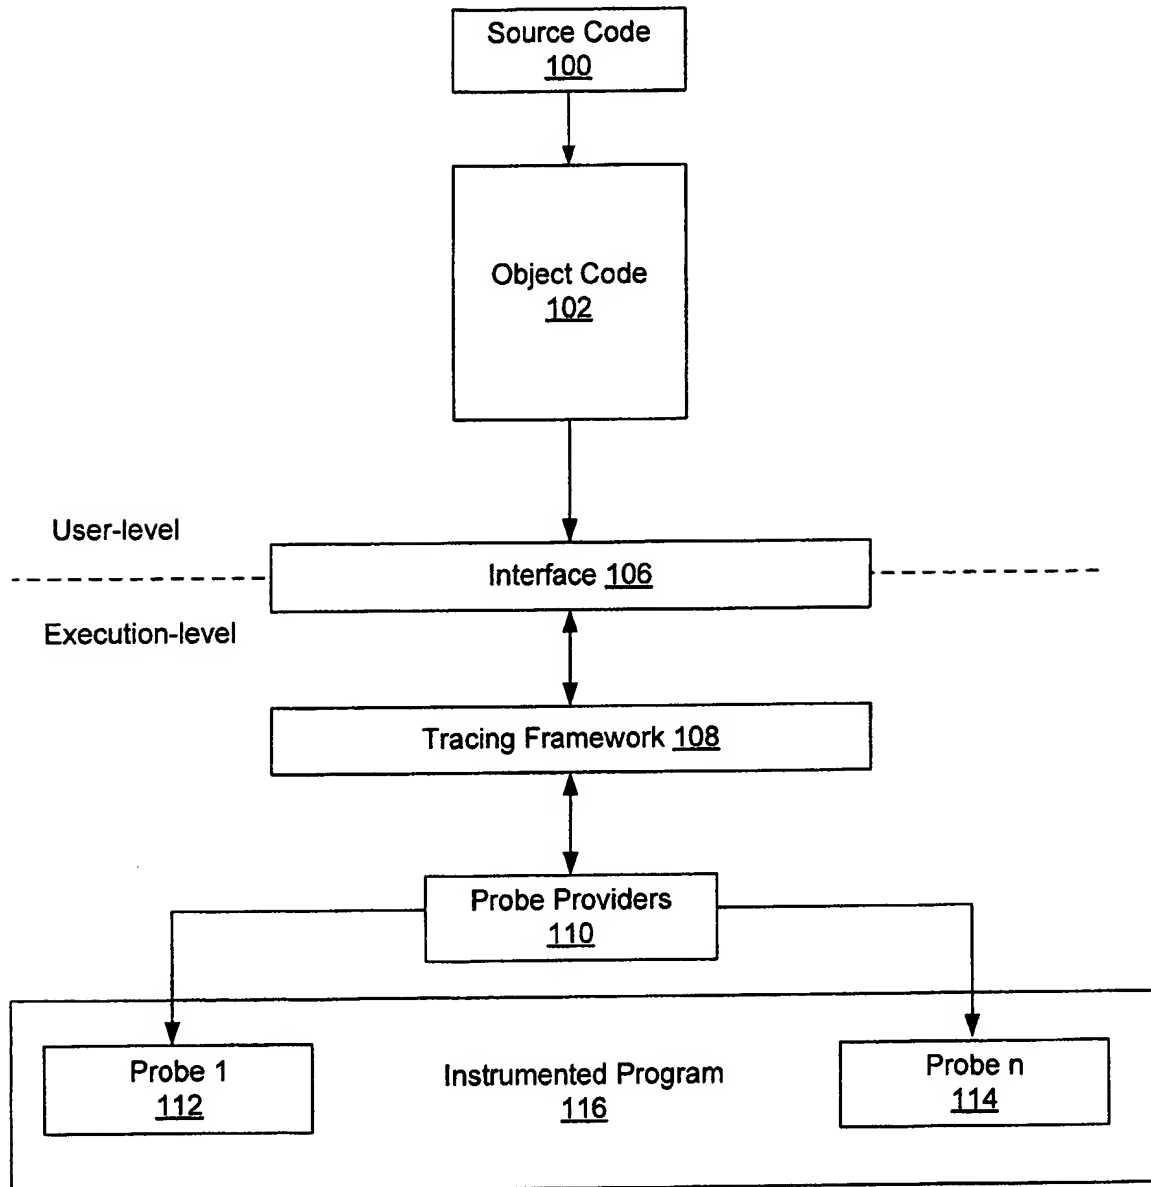 Source Code
100
Object Code
102
User-level
Interface 106
Execution-level
Tracing Framework 108
Probe Providers
110
Probe 1
112
Instrumented Program
116
Probe n
114